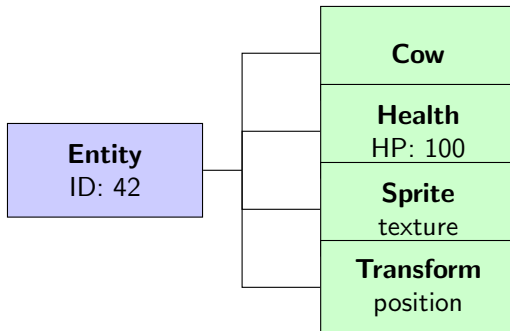 Entity
ID: 42
Cow
Health
HP: 100
Sprite
texture
Transform
position